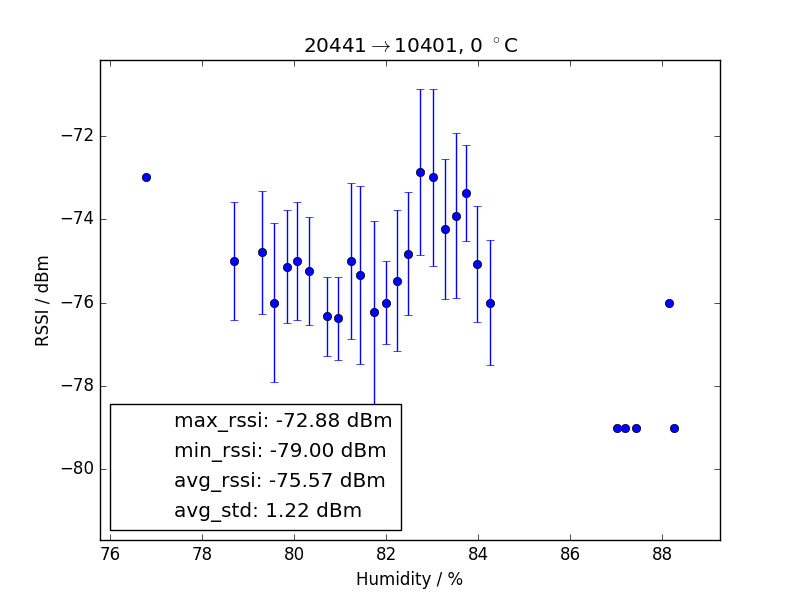 20441→10401, 0 °C
−72
−74
−76
−78
−80
RSSI / dBm
max_rssi: -72.88 dBm
min_rssi: -79.00 dBm
avg_rssi: -75.57 dBm
avg_std: 1.22 dBm
76 78 80 82 84 86 88
Humidity / %